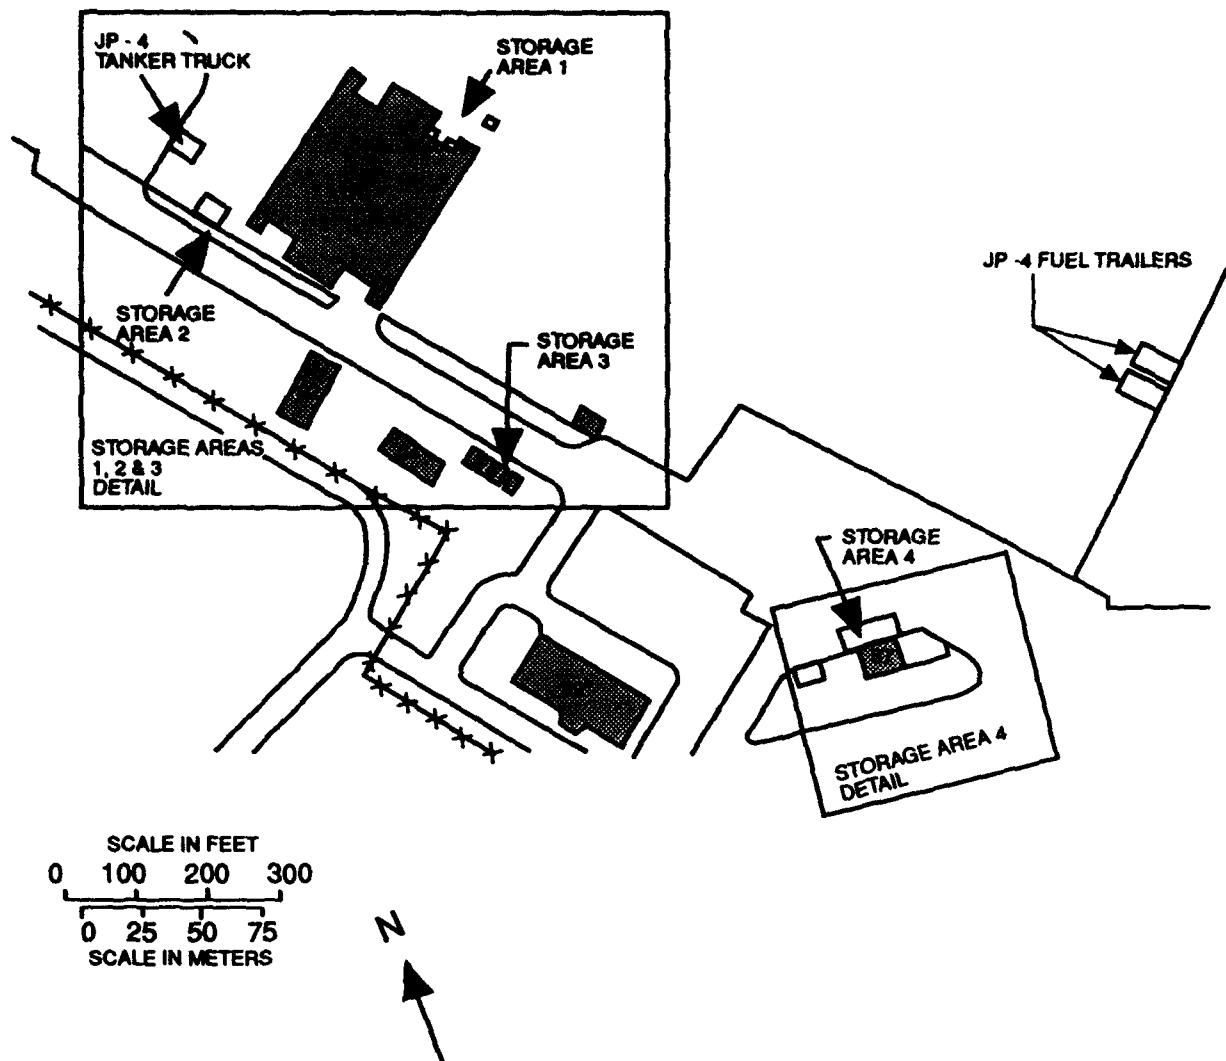 JP - 4
TANKER TRUCK
STORAGE
AREA 1
JP -4 FUEL TRAILERS
STORAGE
AREA 2
STORAGE
AREA 3
STORAGE AREAS
1, 2 & 3
DETAIL
STORAGE
AREA 4
STORAGE AREA 4
DETAIL
SCALE IN FEET
0 100 200 300
0 25 50 75
SCALE IN METERS
N